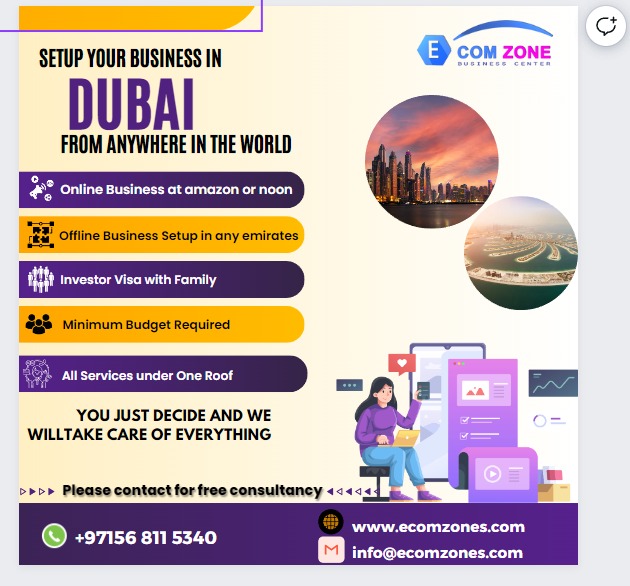 SETUP YOUR BUSINESS IN
DUBAI
FROM ANYWHERE IN THE WORLD
E COM ZONE
BUSINESS CENTER
Online Business at amazon or noon
Offline Business Setup in any emirates
Investor Visa with Family
Minimum Budget Required
All Services under One Roof
YOU JUST DECIDE AND WE
WILLTAKE CARE OF EVERYTHING
Please contact for free consultancy
+97156 811 5340
www.ecomzones.com
info@ecomzones.com